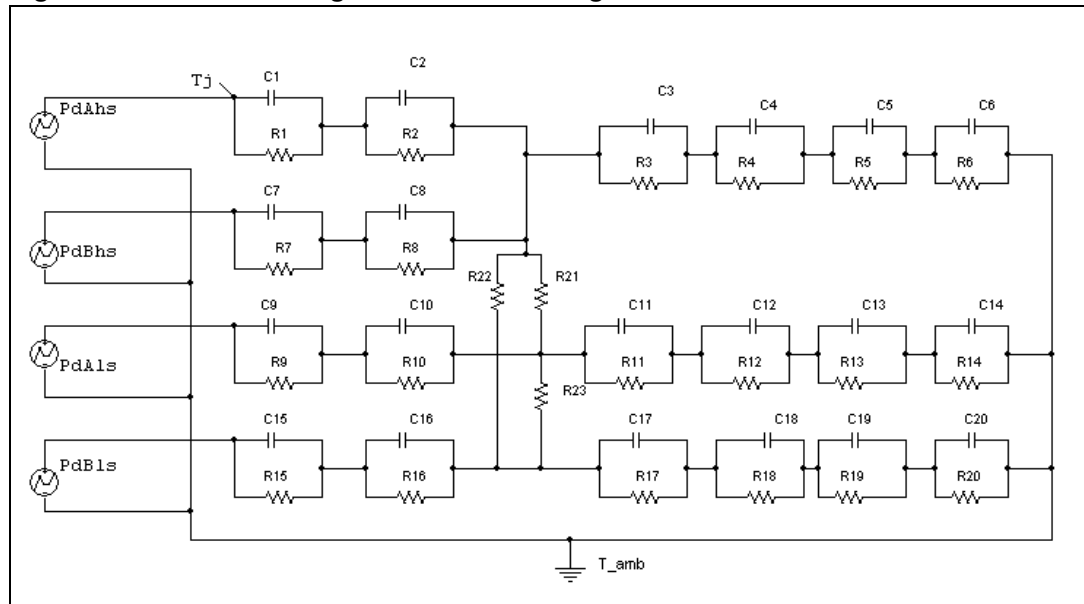 C1
C2
Tj
PdAhs
R1
R2
C3
C4
C5
C6
R3
R4
R5
R6
C7
C8
PdBhs
R7
R8
R22
R21
C9
C10
C11
C12
C13
C14
PdAls
R9
R10
R11
R12
R13
R14
R23
C15
C16
C17
C18
C19
C20
PdBls
R15
R16
R17
R18
R19
R20
T_amb